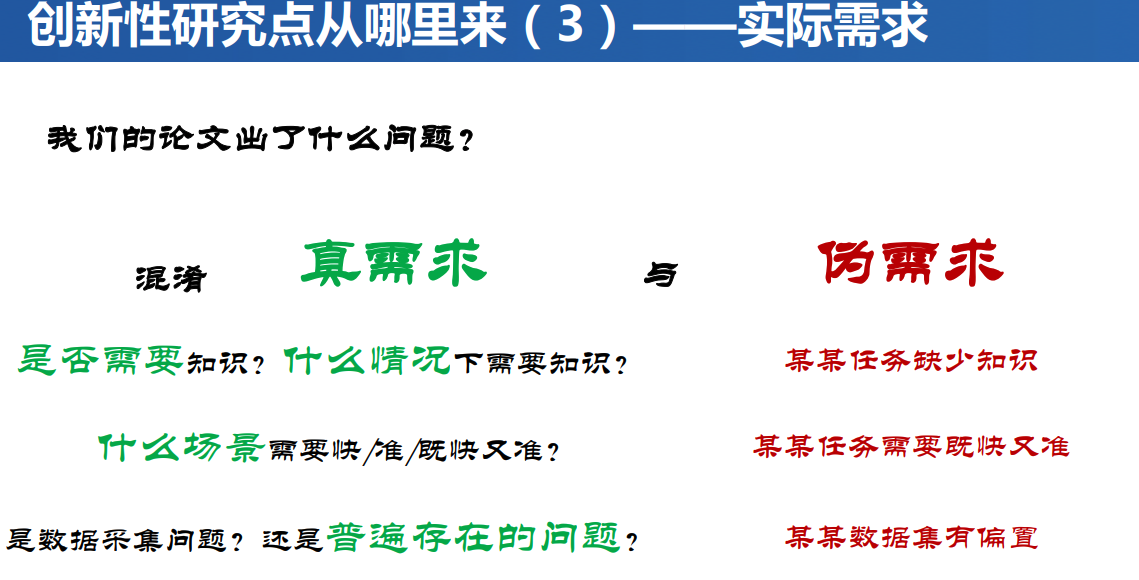 创新性研究点从哪里来（3）——实际需求
我们的论文出了什么问题？
混淆 真需求 与 伪需求
是否需要知识？什么情况下需要知识？ 某某任务缺少知识
什么场景需要快/准/既快又准？ 某某任务需要既快又准
是数据采集问题？还是普遍存在的问题？ 某某数据集有偏置